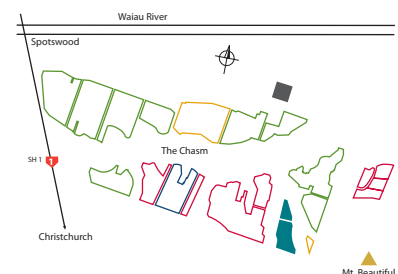 Waiau River
Spotswood
The Chasm
SH 1
1
Christchurch
Mt. Beautiful